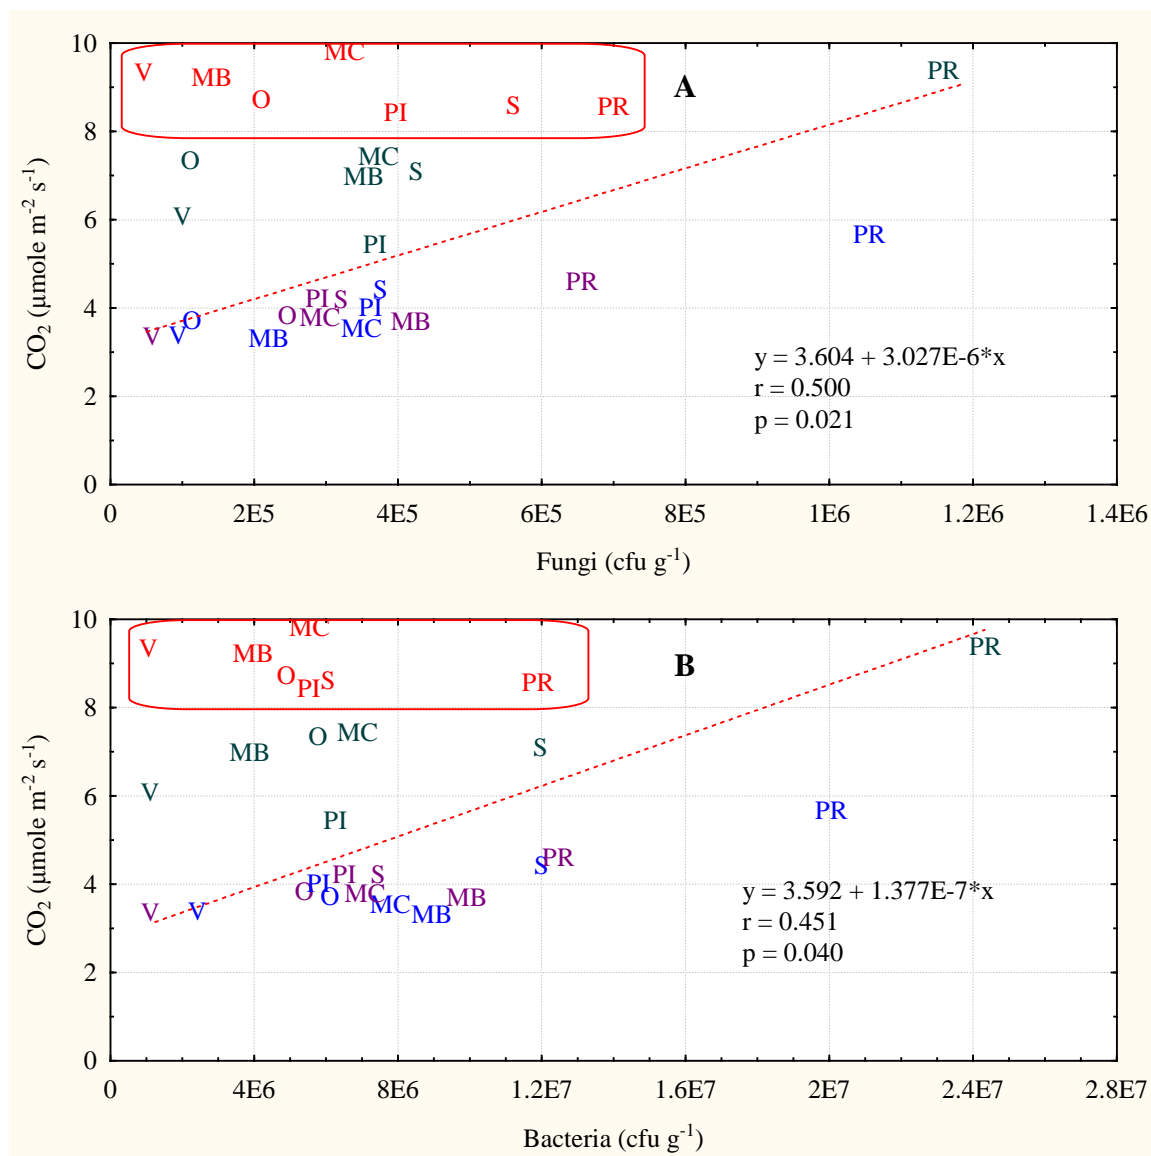 10
8
6
4
2
0
CO2 (µmole m-2 s-1)
V MB O MC PI S PR
A
PR
O MC MB S
V
PI
PR
PR
PI S S PI
V V O O MC MC MB MB
y = 3.604 + 3.027E-6*x
r = 0.500
p = 0.021
0 2E5 4E5 6E5 8E5 1E6 1.2E6 1.4E6
Fungi (cfu g-1)
10
8
6
4
2
0
CO2 (µmole m-2 s-1)
V MB O MC PI S PR
B
PR
MB O MC S
V
PI
PR
S PR
PI PI S
V V O O MC MC MB MB
y = 3.592 + 1.377E-7*x
r = 0.451
p = 0.040
0 4E6 8E6 1.2E7 1.6E7 2E7 2.4E7 2.8E7
Bacteria (cfu g-1)